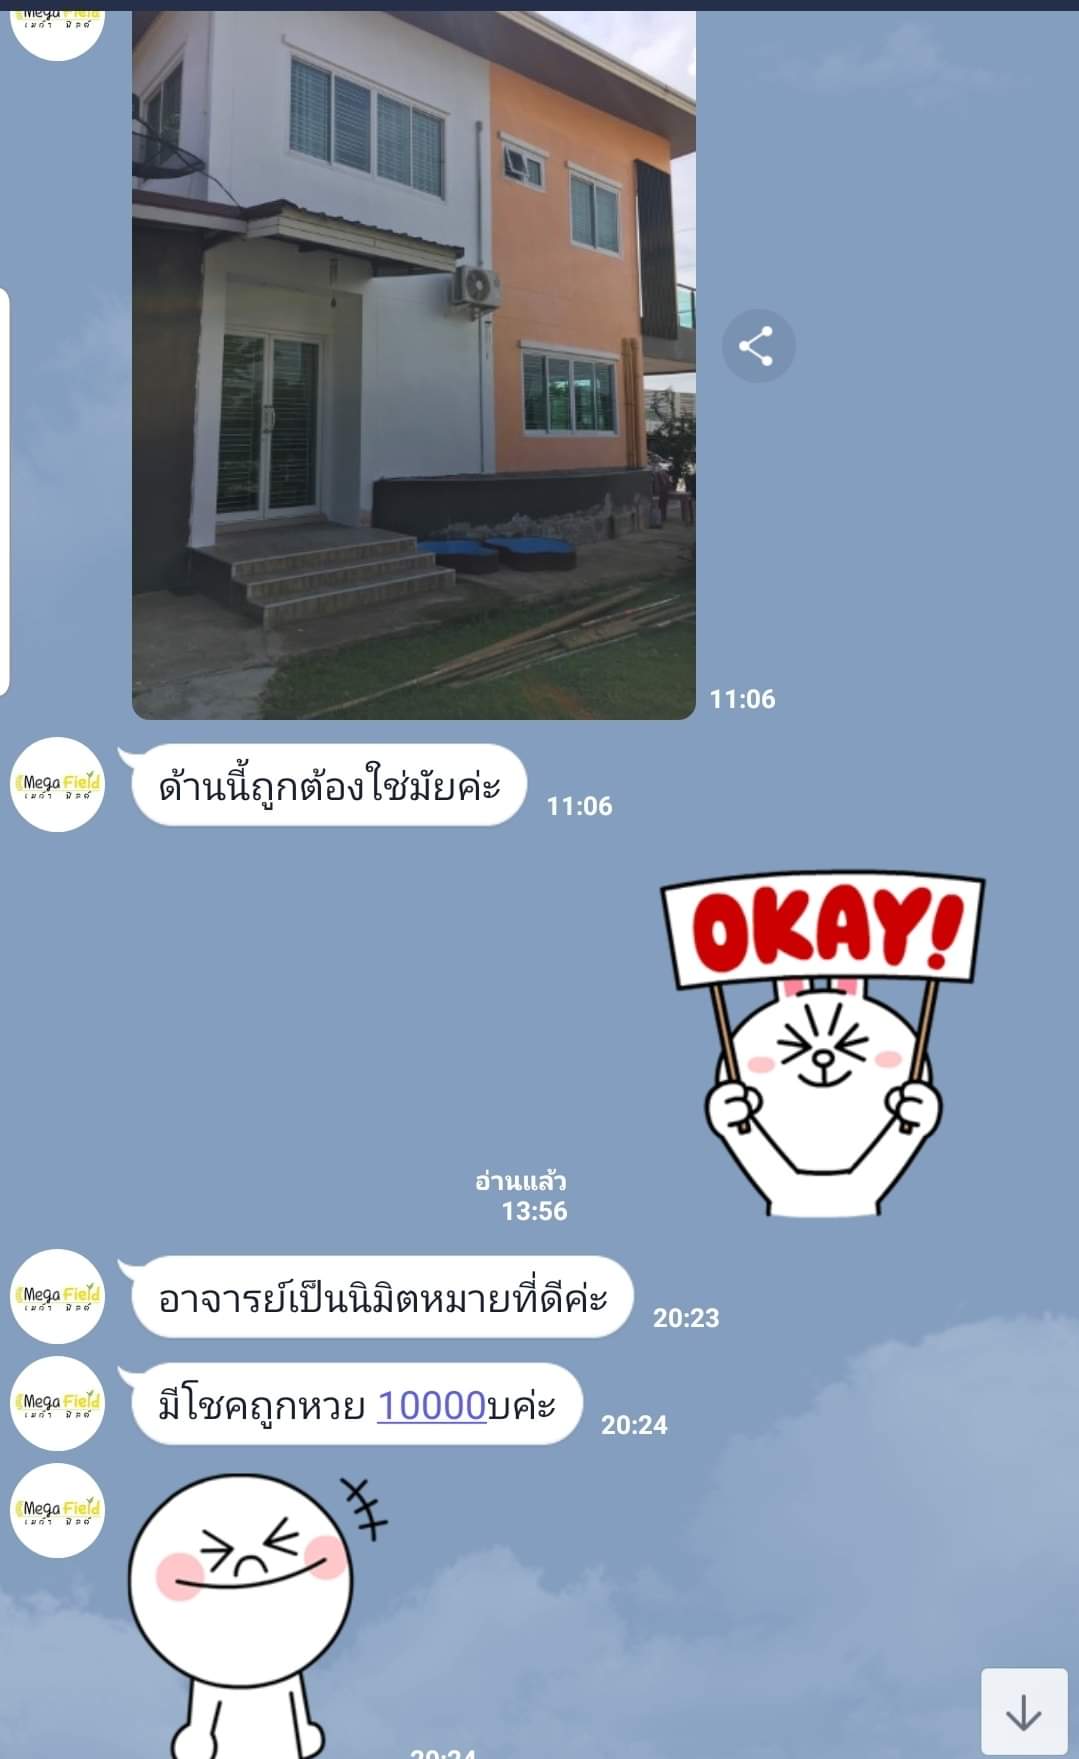 Mega Field
เมก้า ฟิลด์
11:06
Mega Field
เมก้า ฟิลด์
ด้านนี้ถูกต้องใช่มัยค่ะ
11:06
OKAY!
อ่านแล้ว
13:56
Mega Field
เมก้า ฟิลด์
อาจารย์เป็นนิมิตหมายที่ดีค่ะ
20:23
Mega Field
เมก้า ฟิลด์
มีโชคถูกหวย 10000บค่ะ
20:24
Mega Field
เมก้า ฟิลด์
20:24